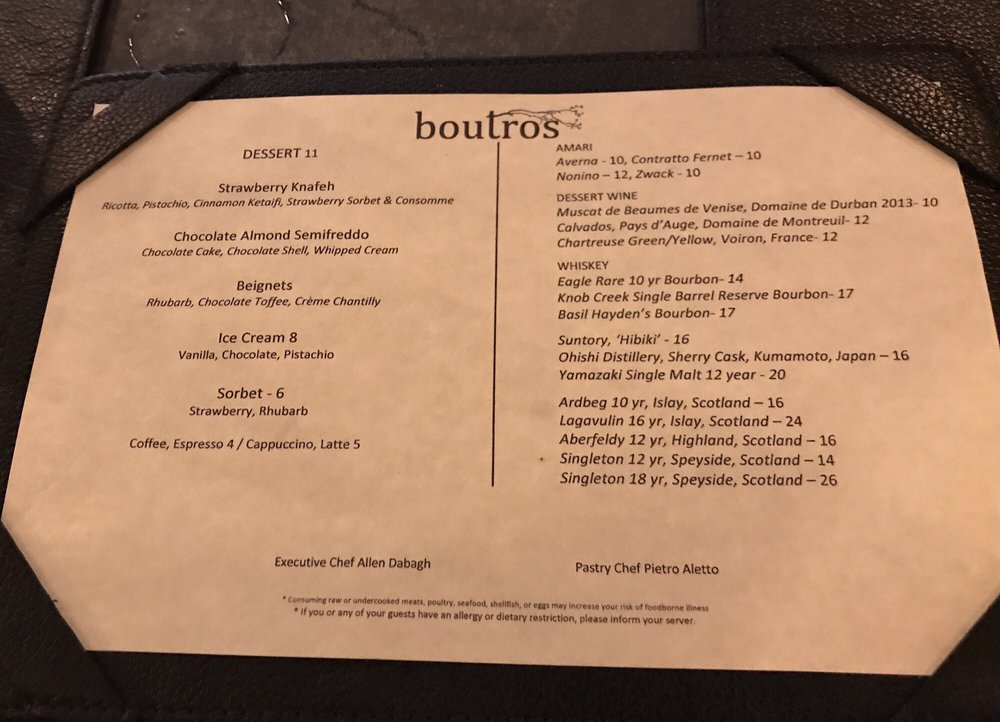 boutros
DESSERT 11
Strawberry Knafeh
Ricotta, Pistachio, Cinnamon Ketaifi, Strawberry Sorbet & Consomme
Chocolate Almond Semifreddo
Chocolate Cake, Chocolate Shell, Whipped Cream
Beignets
Rhubarb, Chocolate Toffee, Crème Chantilly
Ice Cream 8
Vanilla, Chocolate, Pistachio
Sorbet - 6
Strawberry, Rhubarb
Coffee, Espresso 4 / Cappuccino, Latte 5
AMARI
Averna - 10, Contratto Fernet – 10
Nonino – 12, Zwack - 10
DESSERT WINE
Muscat de Beaumes de Venise, Domaine de Durban 2013- 10
Calvados, Pays d’Auge, Domaine de Montreuil- 12
Chartreuse Green/Yellow, Voiron, France- 12
WHISKEY
Eagle Rare 10 yr Bourbon- 14
Knob Creek Single Barrel Reserve Bourbon- 17
Basil Hayden’s Bourbon- 17
Suntory, ‘Hibiki’ - 16
Ohishi Distillery, Sherry Cask, Kumamoto, Japan – 16
Yamazaki Single Malt 12 year - 20
Ardbeg 10 yr, Islay, Scotland – 16
Lagavulin 16 yr, Islay, Scotland – 24
Aberfeldy 12 yr, Highland, Scotland – 16
Singleton 12 yr, Speyside, Scotland – 14
Singleton 18 yr, Speyside, Scotland – 26
Executive Chef Allen Dabagh
Pastry Chef Pietro Aletto
* Consuming raw or undercooked meats, poultry, seafood, shellfish, or eggs may increase your risk of foodborne illness
* If you or any of your guests have an allergy or dietary restriction, please inform your server.